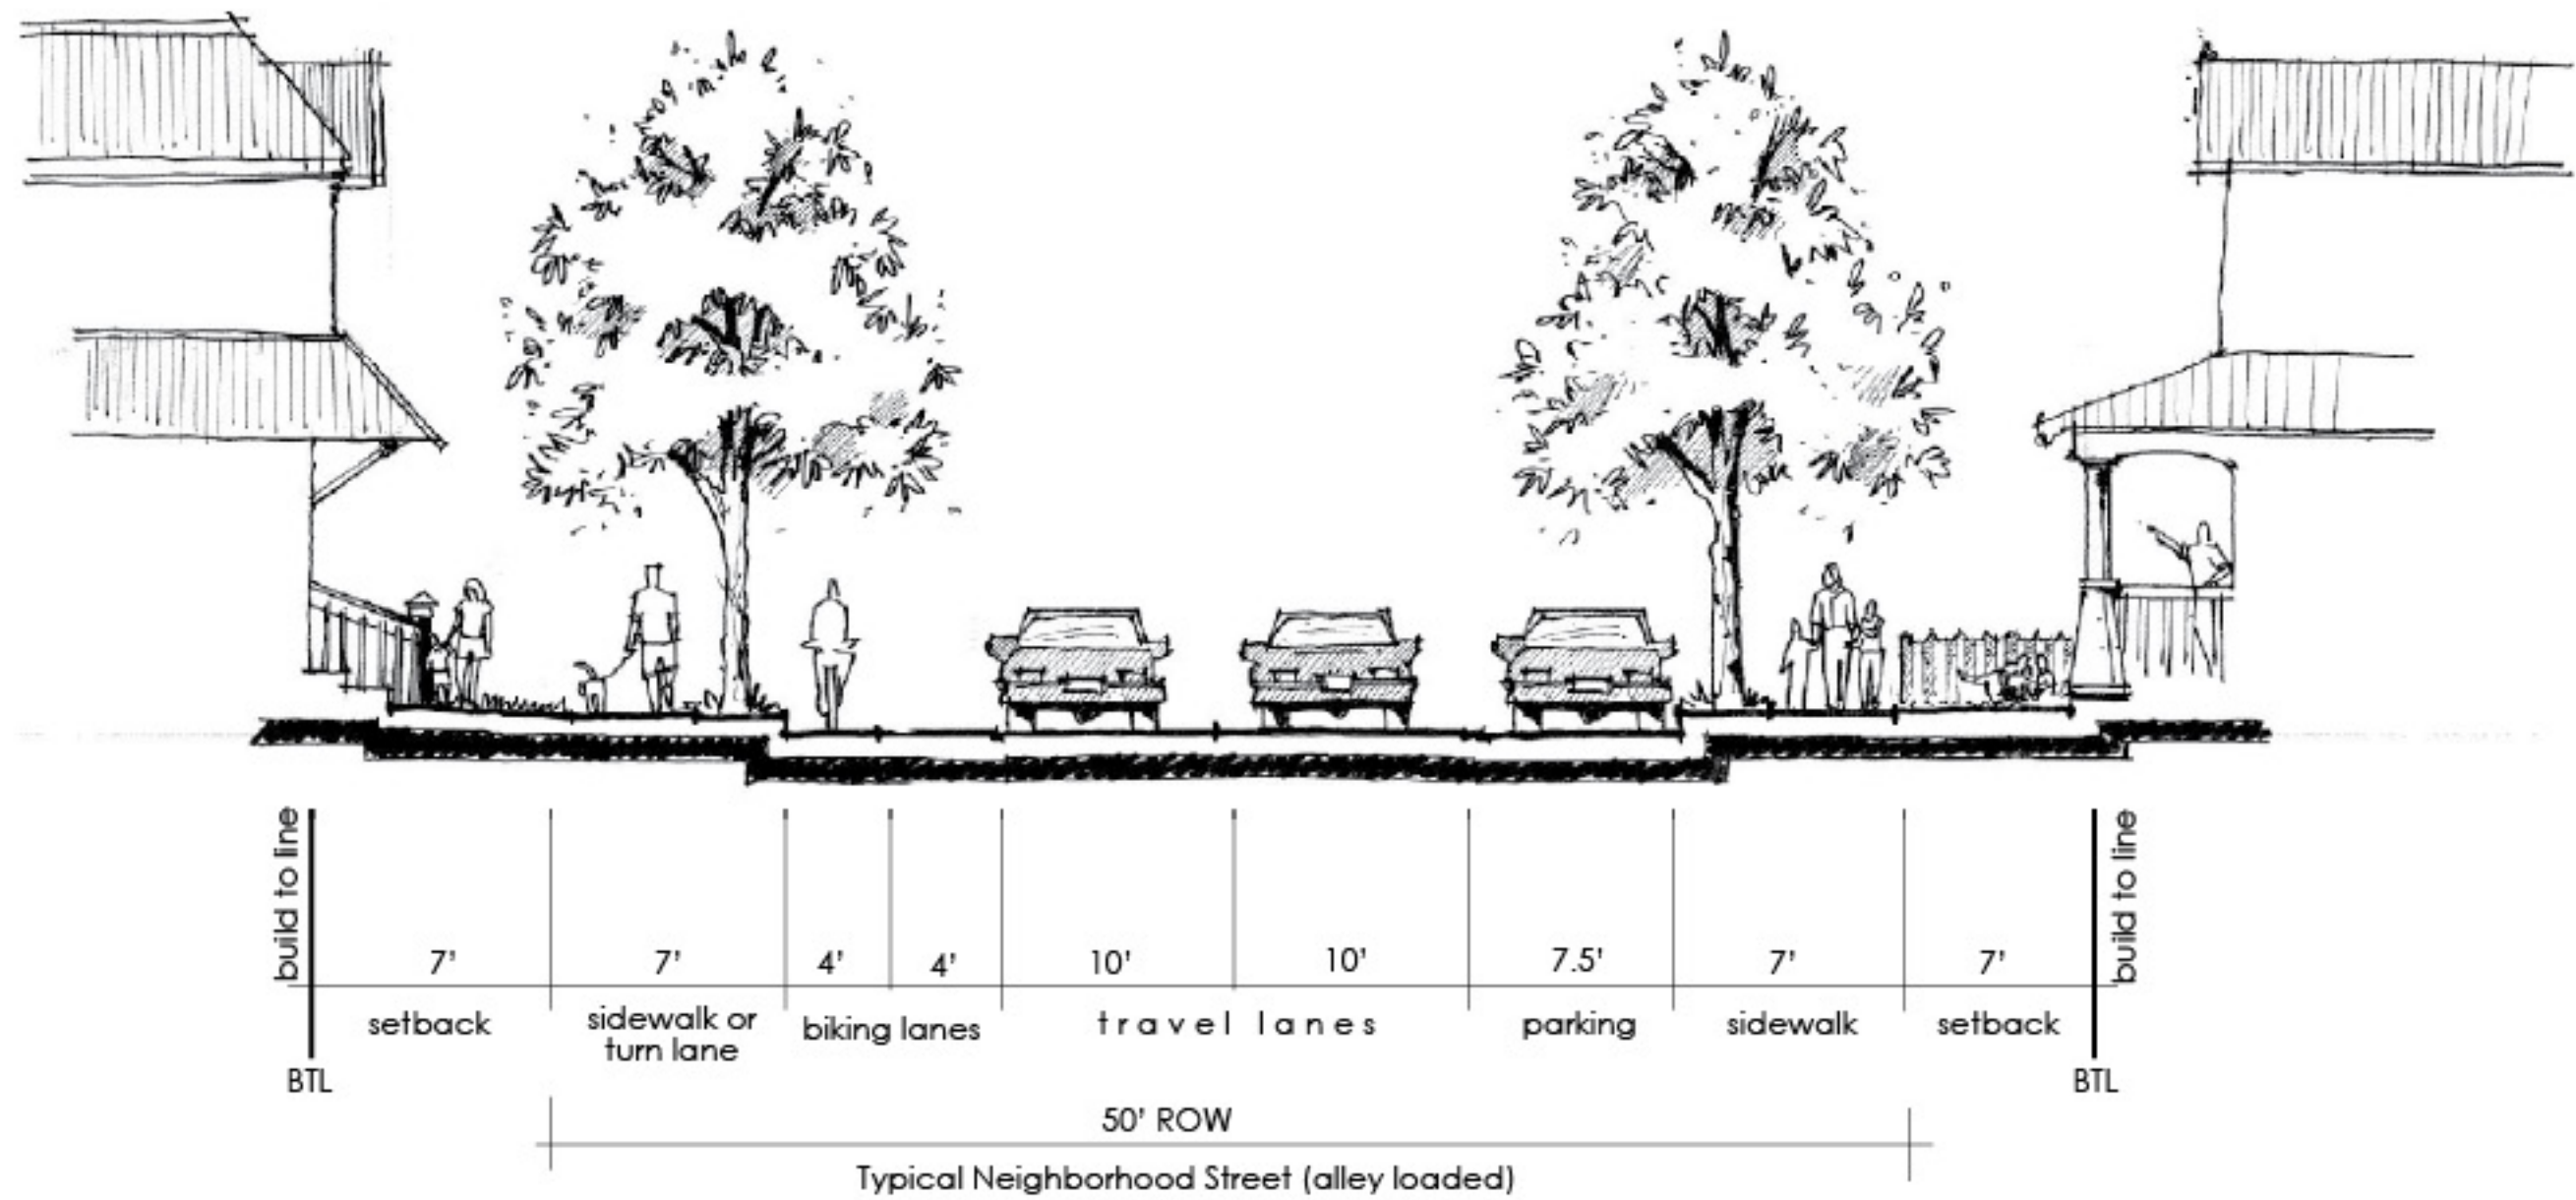 build to line
build to line
7' 7' 4' 4' 10' 10' 7.5' 7' 7'
setback
sidewalk or
turn lane
biking lanes
travel lanes
parking
sidewalk
setback
BTL
BTL
50' ROW
Typical Neighborhood Street (alley loaded)